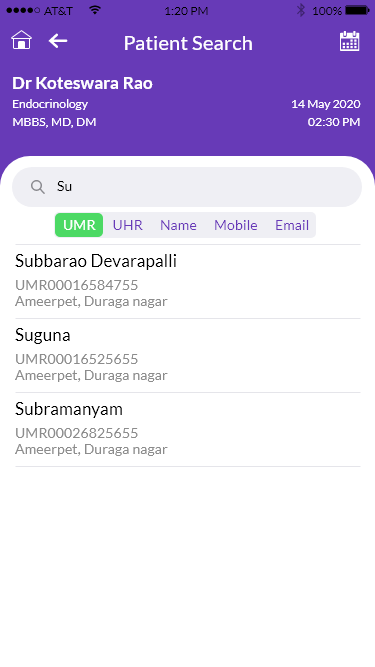 AT&T 1:20 PM 100%
Patient Search
Dr Koteswara Rao
Endocrinology 14 May 2020
MBBS, MD, DM 02:30 PM
Su
UMR UHR Name Mobile Email
Subbarao Devarapalli
UMR00016584755
Ameerpet, Duraga nagar
Suguna
UMR00016525655
Ameerpet, Duraga nagar
Subramanyam
UMR00026825655
Ameerpet, Duraga nagar